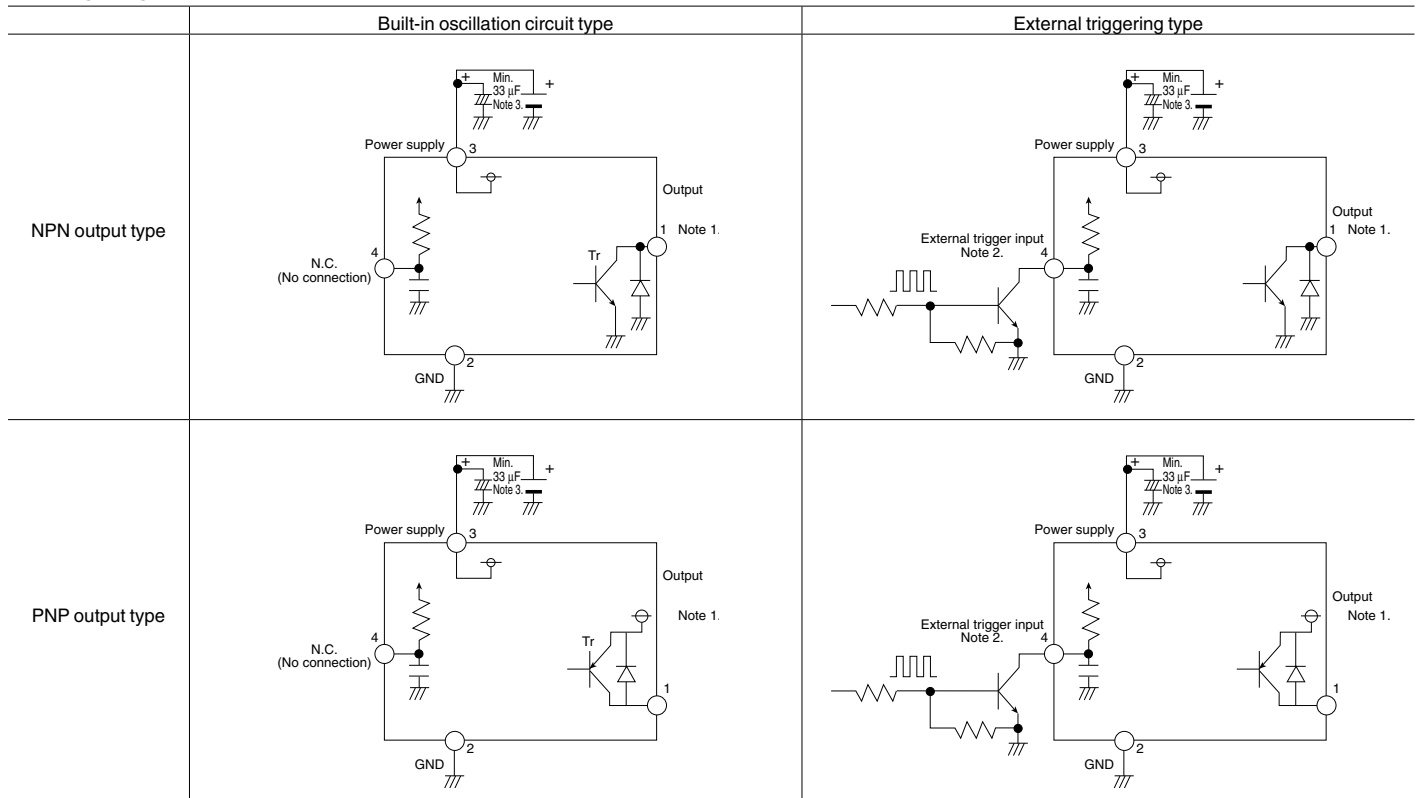 Built-in oscillation circuit type
External triggering type
NPN output type
+
Min.
33 µF
Note 3.
+
Power supply
3
Output
1
Note 1.
Tr
4
N.C.
(No connection)
2
GND
+
Min.
33 µF
Note 3.
+
Power supply
3
Output
1
Note 1.
External trigger input
Note 2.
4
2
GND
PNP output type
+
Min.
33 µF
Note 3.
+
Power supply
3
Output
Note 1.
Tr
4
N.C.
(No connection)
1
2
GND
+
Min.
33 µF
Note 3.
+
Power supply
3
Output
Note 1.
External trigger input
Note 2.
4
1
2
GND